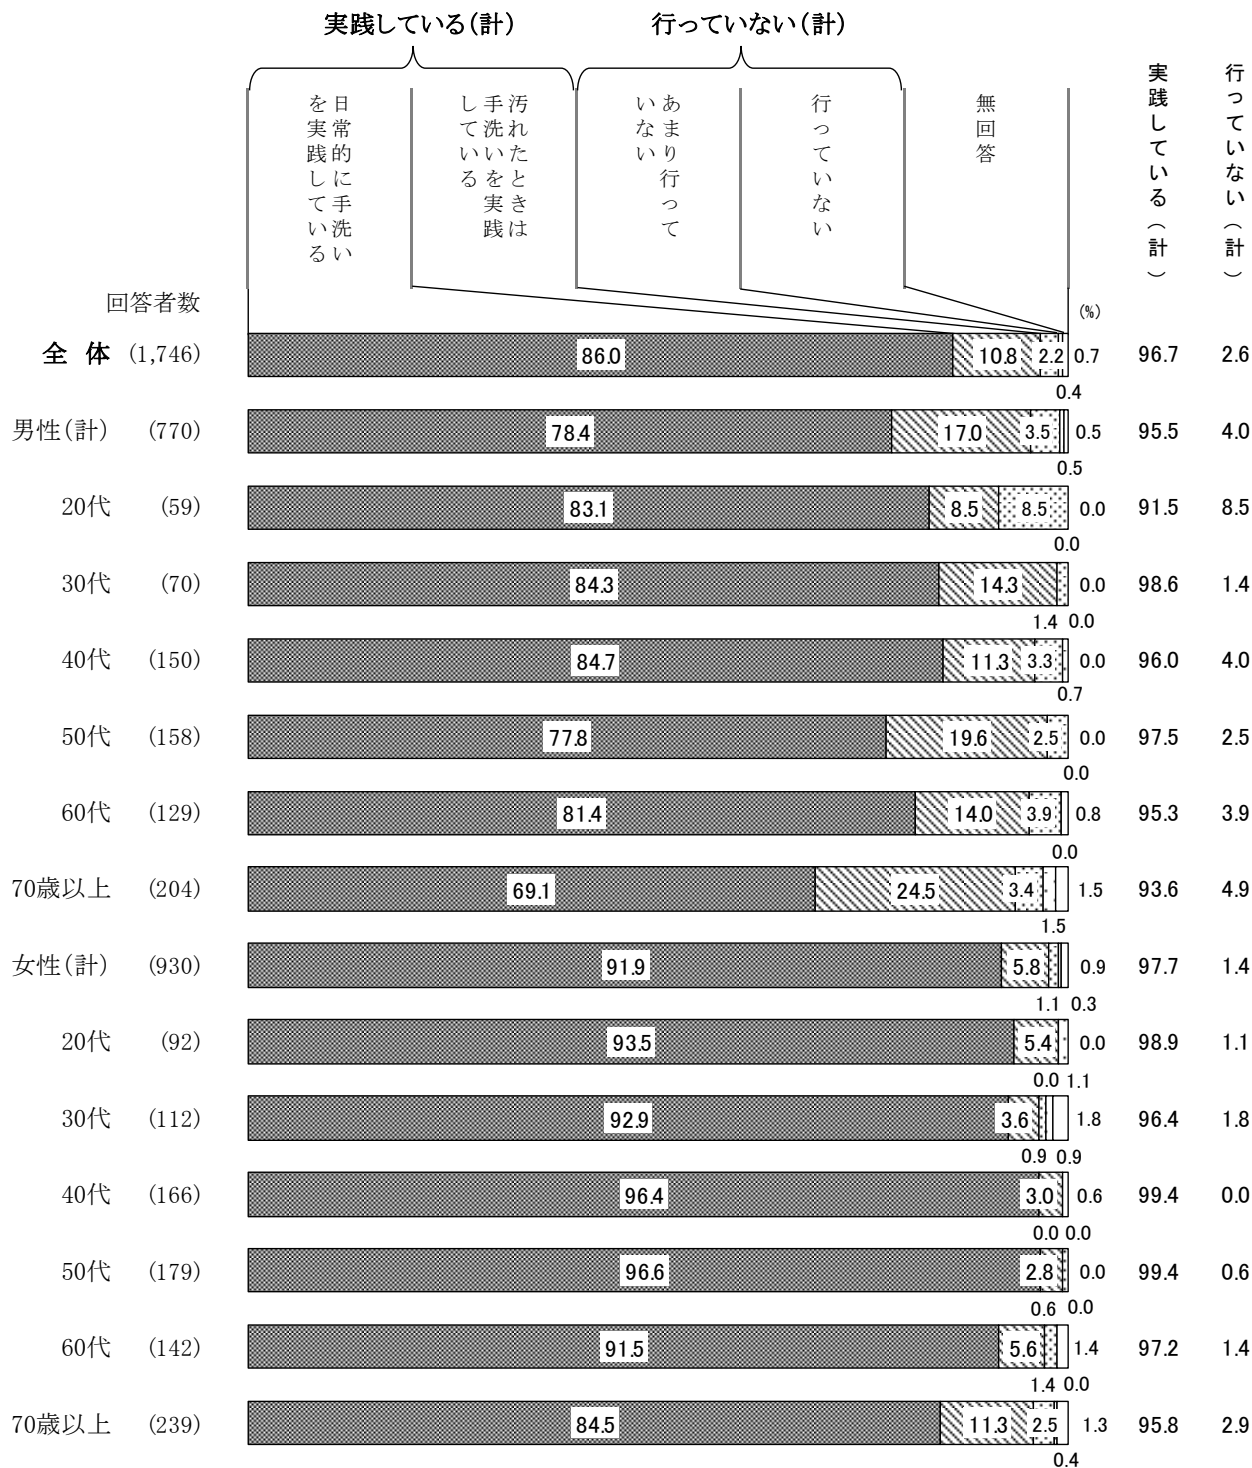 実践している(計) 行っていない(計)
日常的に手洗い
を実践している
汚れたときは
手洗いを実践
している
あまり行って
いない
行っていない
無回答
実践している(計)
行っていない(計)
回答者数 (%)
全 体 (1,746) 86.0 10.8 2.2 0.7 96.7 2.6
0.4
男性(計) (770) 78.4 17.0 3.5 0.5 95.5 4.0
0.5
20代 (59) 83.1 8.5 8.5 0.0 91.5 8.5
0.0
30代 (70) 84.3 14.3 0.0 98.6 1.4
1.4 0.0
40代 (150) 84.7 11.3 3.3 0.0 96.0 4.0
0.7
50代 (158) 77.8 19.6 2.5 0.0 97.5 2.5
0.0
60代 (129) 81.4 14.0 3.9 0.8 95.3 3.9
0.0
70歳以上 (204) 69.1 24.5 3.4 1.5 93.6 4.9
1.5
女性(計) (930) 91.9 5.8 0.9 97.7 1.4
1.1 0.3
20代 (92) 93.5 5.4 0.0 98.9 1.1
0.0 1.1
30代 (112) 92.9 3.6 1.8 96.4 1.8
0.9 0.9
40代 (166) 96.4 3.0 0.6 99.4 0.0
0.0 0.0
50代 (179) 96.6 2.8 0.0 99.4 0.6
0.6 0.0
60代 (142) 91.5 5.6 1.4 97.2 1.4
1.4 0.0
70歳以上 (239) 84.5 11.3 2.5 1.3 95.8 2.9
0.4